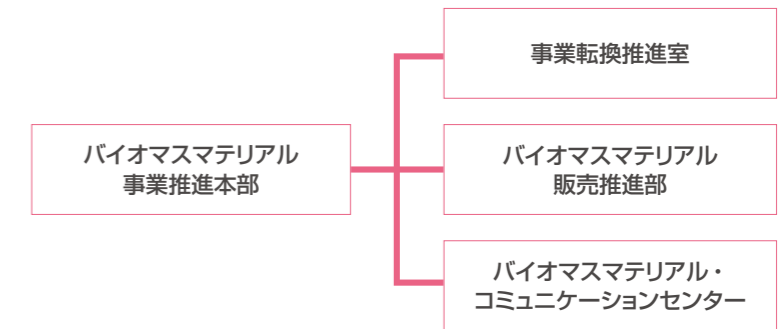 事業転換推進室
バイオマスマテリアル
事業推進本部
バイオマスマテリアル
販売推進部
バイオマスマテリアル・
コミュニケーションセンター